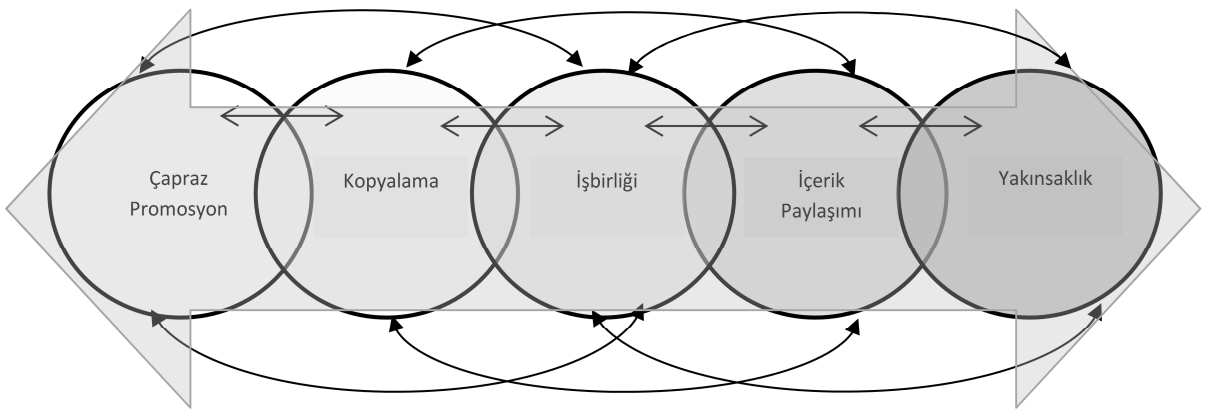 Çapraz
Promosyon
Kopyalama
İşbirliği
İçerik
Paylaşımı
Yakınsaklık